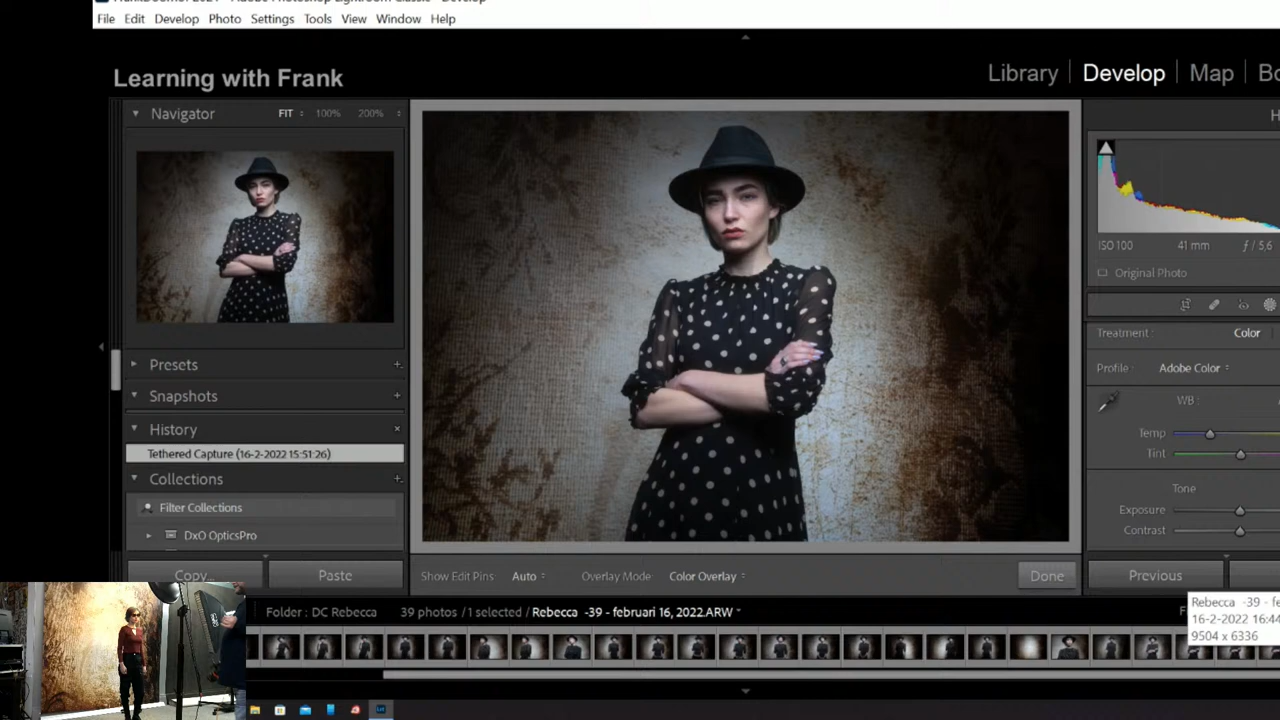 File Edit Develop Photo Settings Tools View Window Help
Learning with Frank
Library Develop Map
Navigator FIT 100% 200%
ISO 100 41 mm f / 5,6
Original Photo
Treatment : Color
Presets
Profile : Adobe Color
Snapshots
WB :
History
Temp
Tethered Capture (16-2-2022 15:51:26)
Tint
Collections
Tone
Filter Collections
Exposure
DxO OpticsPro
Contrast
Copy... Paste Show Edit Pins Auto Overlay Mode: Color Overlay Done Previous
Folder : DC Rebecca 39 photos / 1 selected / Rebecca -39 - februari 16, 2022.ARW
Rebecca -39 - fe
16-2-2022 16:44
9504 x 6336